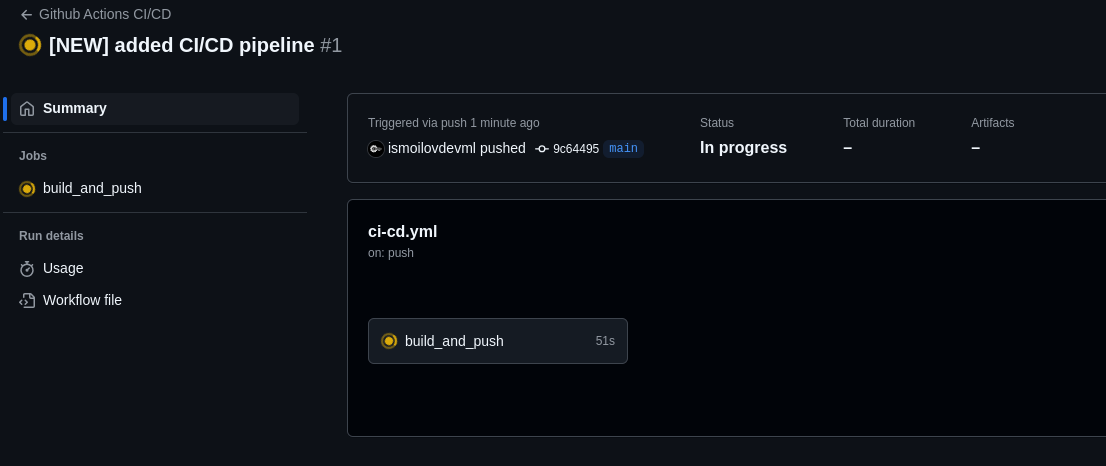 Github Actions CI/CD
[NEW] added CI/CD pipeline #1
Summary
Jobs
build_and_push
Run details
Usage
Workflow file
Triggered via push 1 minute ago
ismoilovdevml pushed 9c64495 main
Status
In progress
Total duration
–
Artifacts
–
ci-cd.yml
on: push
build_and_push 51s